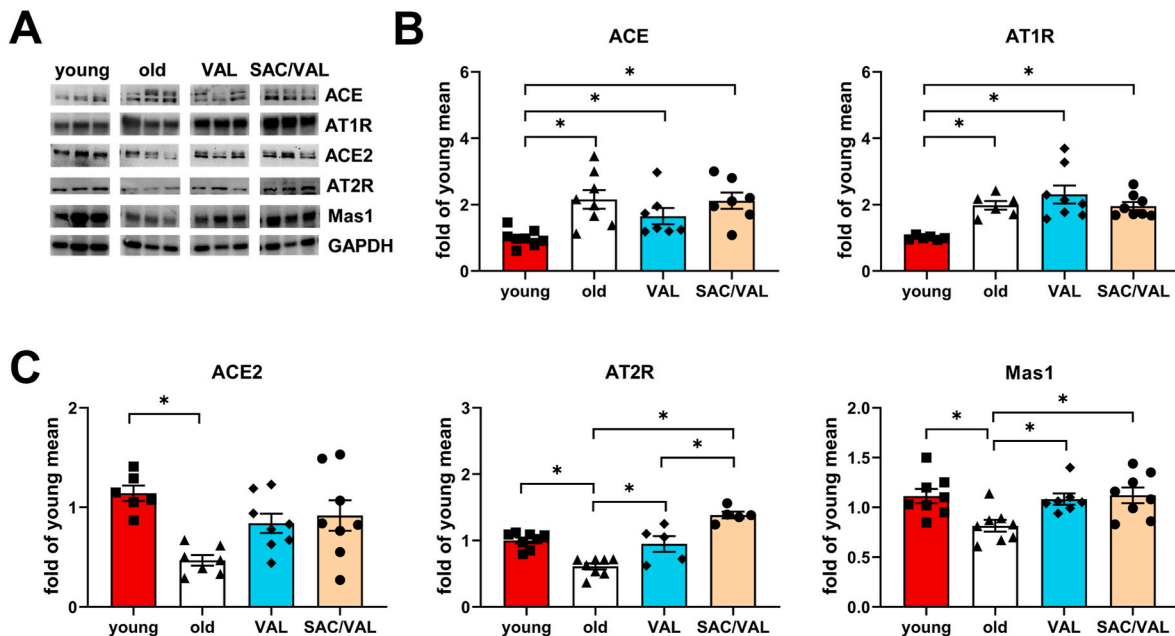 A
young old VAL SAC/VAL
ACE
AT1R
ACE2
AT2R
Mas1
GAPDH
B
ACE
fold of young mean
6
4
2
0
*
*
*
young old VAL SAC/VAL
AT1R
fold of young mean
6
4
2
0
*
*
*
young old VAL SAC/VAL
C
ACE2
fold of young mean
2
1
0
*
young old VAL SAC/VAL
AT2R
fold of young mean
3
2
1
0
*
*
*
*
young old VAL SAC/VAL
Mas1
fold of young mean
2.0
1.5
1.0
0.5
0.0
*
*
*
young old VAL SAC/VAL